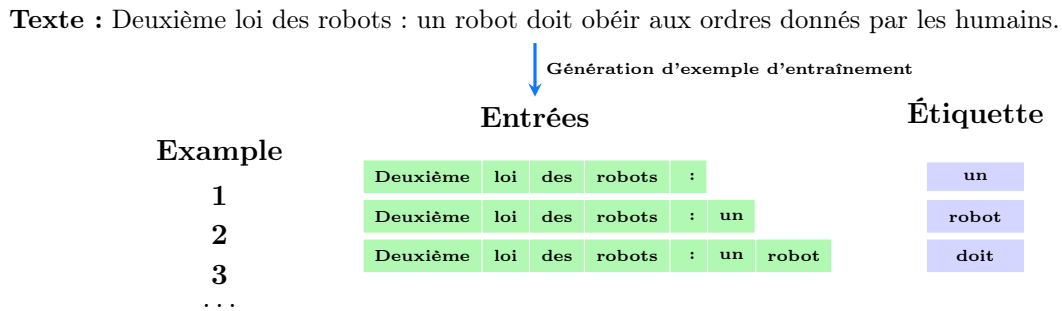 Texte : Deuxième loi des robots : un robot doit obéir aux ordres donnés par les humains.
Génération d'exemple d'entraînement
Example Entrées Étiquette
1 Deuxième loi des robots : un
2 Deuxième loi des robots : un robot
3 Deuxième loi des robots : un robot doit
...